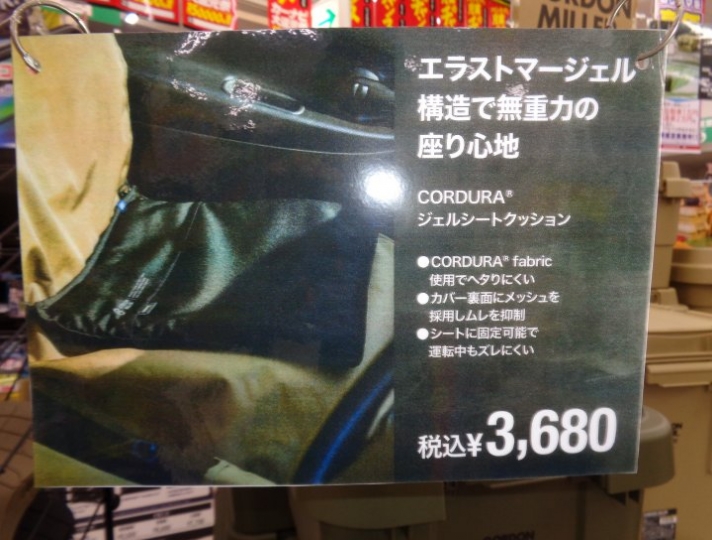 GORDON
MILLER
エラストマージェル
構造で無重力の
座り心地
CORDURA®
ジェルシートクッション
●CORDURA® fabric
使用でヘタりにくい
●カバー裏面にメッシュを
採用しムレを抑制
●シートに固定可能で
運転中もズレにくい
税込¥3,680